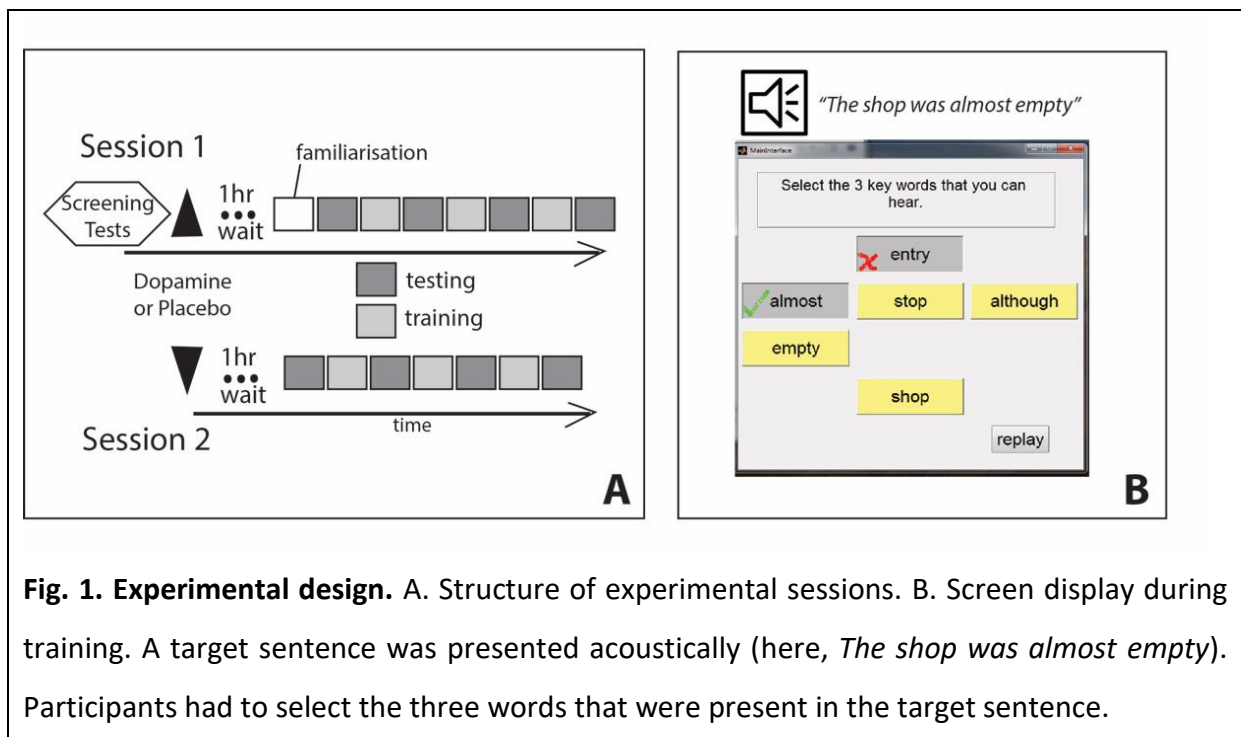 Session 1
familiarisation
Screening
Tests
1hr
wait
Dopamine
or Placebo
testing
training
1hr
wait
time
Session 2
A
"The shop was almost empty"
MainInterface
Select the 3 key words that you can
hear.
entry
almost
stop
although
empty
shop
replay
B
Fig. 1. Experimental design. A. Structure of experimental sessions. B. Screen display during
training. A target sentence was presented acoustically (here, The shop was almost empty).
Participants had to select the three words that were present in the target sentence.